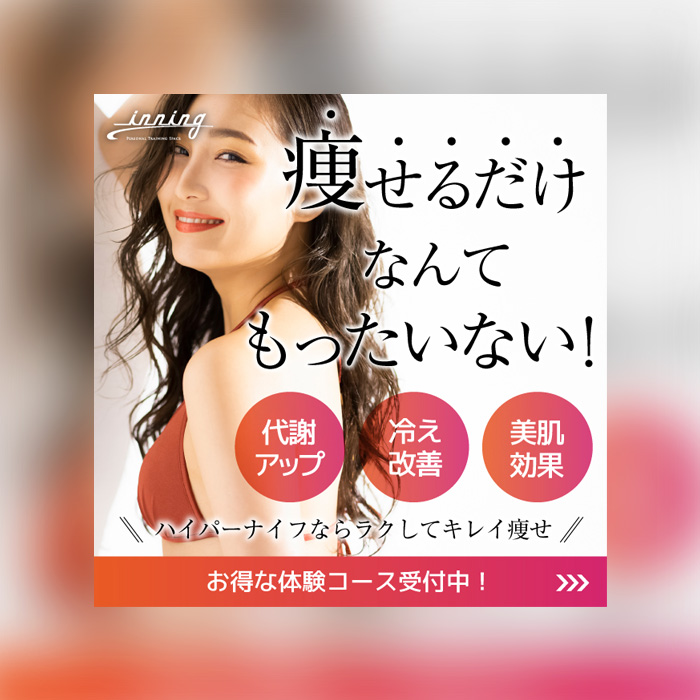 inning
PERSONAL TRAINING SPACE
痩せるだけ
なんて
もったいない!
代謝
アップ
冷え
改善
美肌
効果
ハイパーナイフならラクしてキレイ痩せ
お得な体験コース受付中！